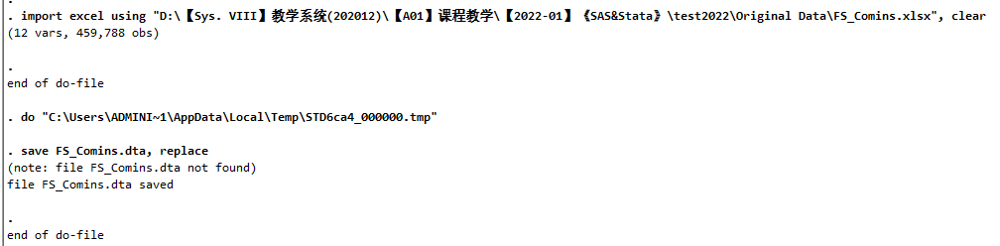 . import excel using "D:\【Sys. VIII】教学系统(202012)\【A01】课程教学\【2022-01】《SAS&Stata》\test2022\Original Data\FS_Comins.xlsx", clear
(12 vars, 459,788 obs)
.
end of do-file
. do "C:\Users\ADMINI~1\AppData\Local\Temp\STD6ca4_000000.tmp"
. save FS_Comins.dta, replace
(note: file FS_Comins.dta not found)
file FS_Comins.dta saved
.
end of do-file